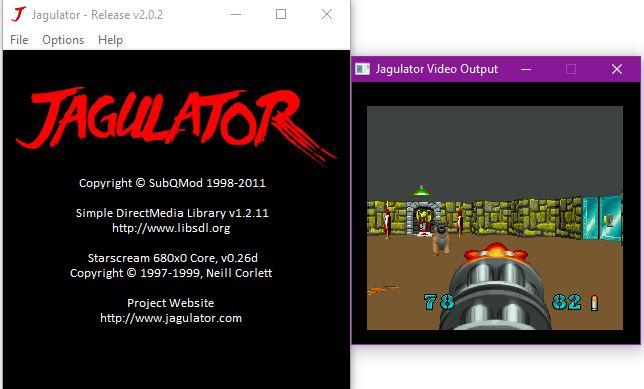 Jagulator - Release v2.0.2
File Options Help
JAGULATOR
Copyright © SubQMod 1998-2011
Simple DirectMedia Library v1.2.11
http://www.libsdl.org
Starscream 680x0 Core, v0.26d
Copyright © 1997-1999, Neill Corlett
Project Website
http://www.jagulator.com
Jagulator Video Output
78 82